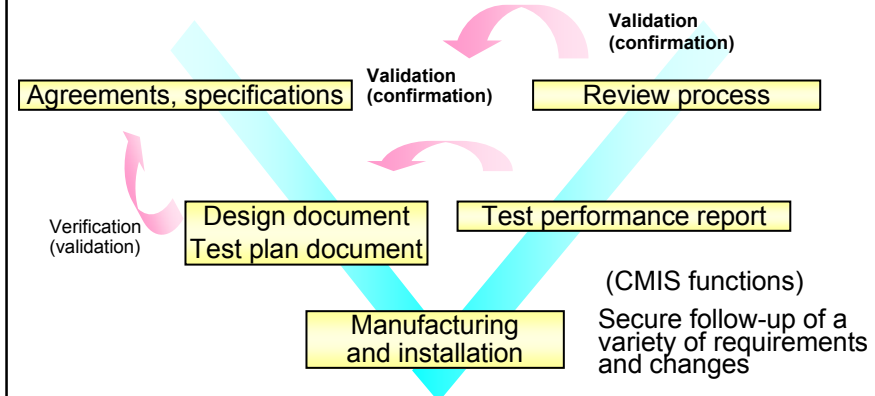 Validation
(confirmation)
Validation
(confirmation)
Agreements, specifications
Review process
Verification
(validation)
Design document
Test plan document
Test performance report
(CMIS functions)
Manufacturing
and installation
Secure follow-up of a
variety of requirements
and changes